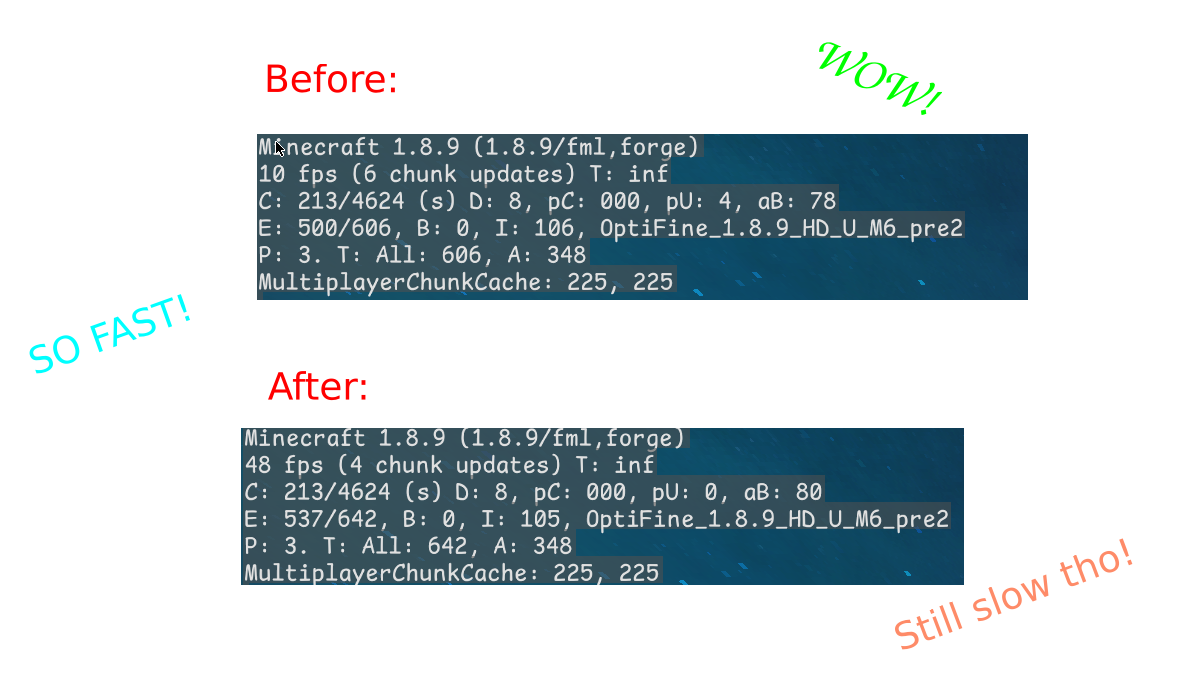 WOW!
Before:
Minecraft 1.8.9 (1.8.9/fml,forge)
10 fps (6 chunk updates) T: inf
C: 213/4624 (s) D: 8, pC: 000, pU: 4, aB: 78
E: 500/606, B: 0, I: 106, OptiFine_1.8.9_HD_U_M6_pre2
P: 3. T: All: 606, A: 348
MultiplayerChunkCache: 225, 225
SO FAST!
After:
Minecraft 1.8.9 (1.8.9/fml,forge)
48 fps (4 chunk updates) T: inf
C: 213/4624 (s) D: 8, pC: 000, pU: 0, aB: 80
E: 537/642, B: 0, I: 105, OptiFine_1.8.9_HD_U_M6_pre2
P: 3. T: All: 642, A: 348
MultiplayerChunkCache: 225, 225
Still slow tho!